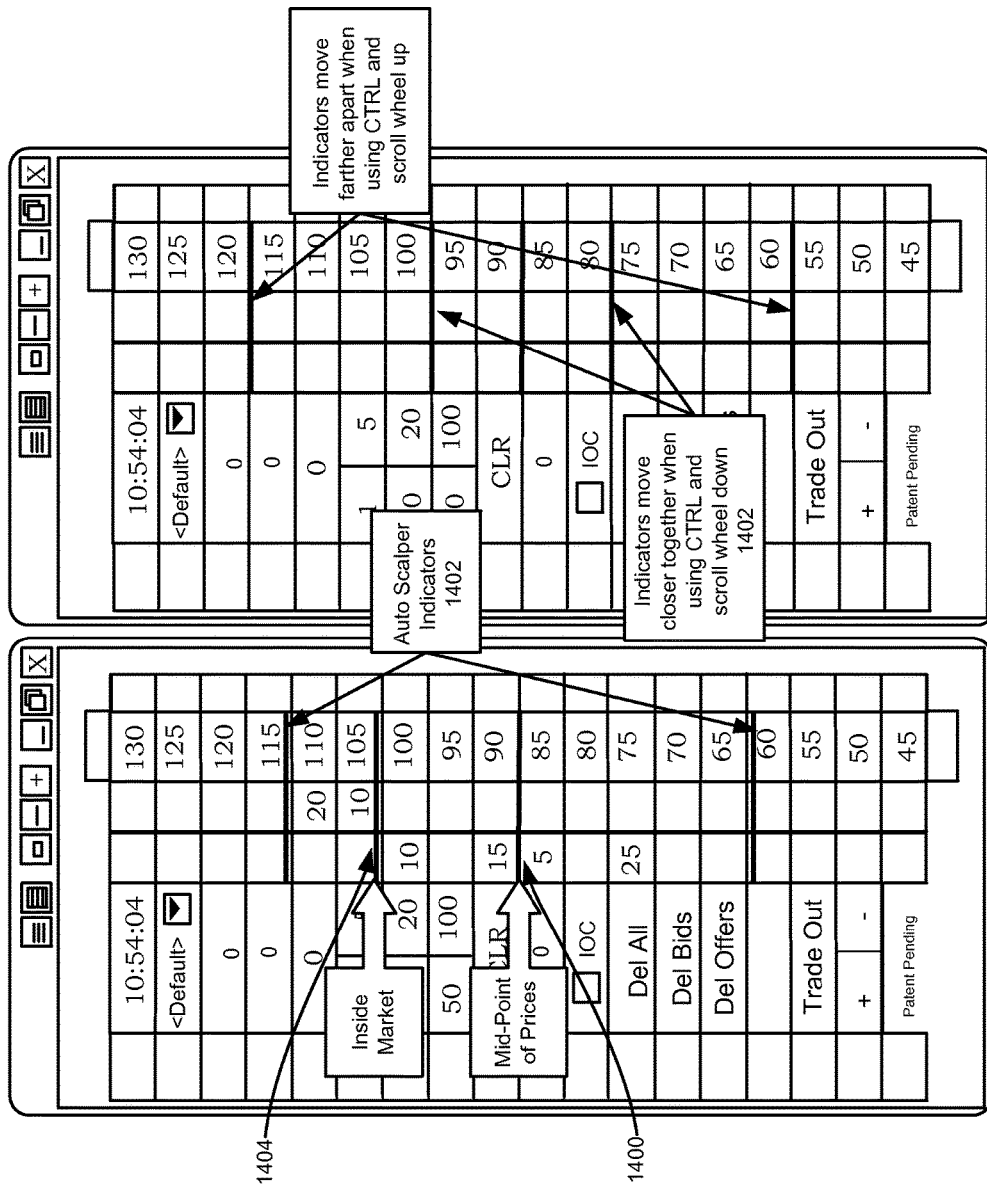 10:54:04 130
<Default> 125
0 120
0 115
0 20 110
10 105
20 10 100
50 100 95
CLR 15 90
0 5 85
IOC 80
Del All 25 75
Del Bids 70
Del Offers 65
60
Trade Out 55
+ - 50
Patent Pending 45
Inside
Market
Mid-Point
of Prices
1404
1400
Auto Scalper
Indicators
1402
X
10:54:04 130
<Default> 125
0 120
0 115
0 110
1 5 105
0 20 100
0 100 95
CLR 90
0 85
IOC 80
75
70
65
60
Trade Out 55
+ - 50
Patent Pending 45
X
Indicators move
closer together when
using CTRL and
scroll wheel down
1402
Indicators move
farther apart when
using CTRL and
scroll wheel up